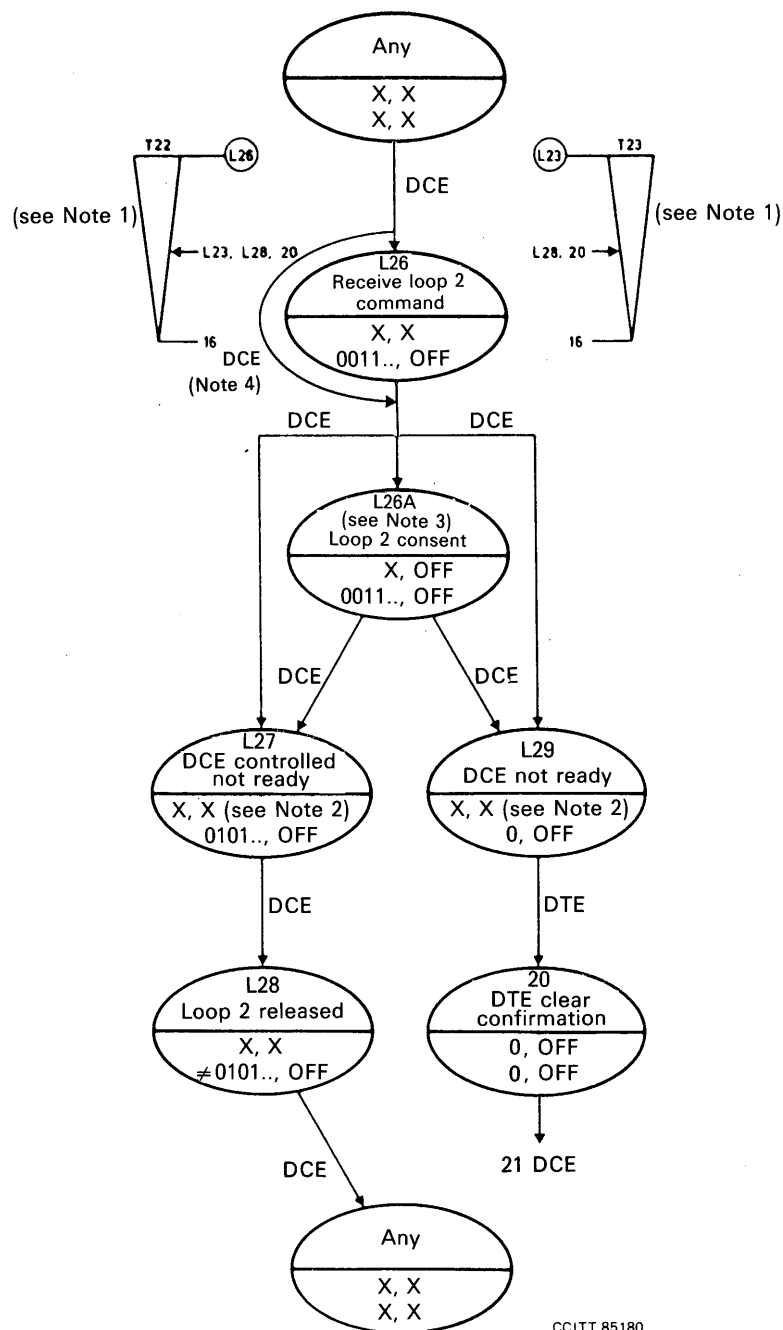 Any
X, X
X, X
T22
L26
L23
T23
(see Note 1)
DCE
(see Note 1)
L23, L28, 20
L28, 20
L26
Receive loop 2
command
X, X
0011.., OFF
16
16
DCE
(Note 4)
DCE
DCE
L26A
(see Note 3)
Loop 2 consent
X, OFF
0011.., OFF
DCE
DCE
L27
DCE controlled
not ready
X, X (see Note 2)
0101.., OFF
L29
DCE not ready
X, X (see Note 2)
0, OFF
DCE
DTE
L28
Loop 2 released
X, X
≠0101.., OFF
20
DTE clear
confirmation
0, OFF
0, OFF
DCE
21 DCE
Any
X, X
X, X
CCITT 85180